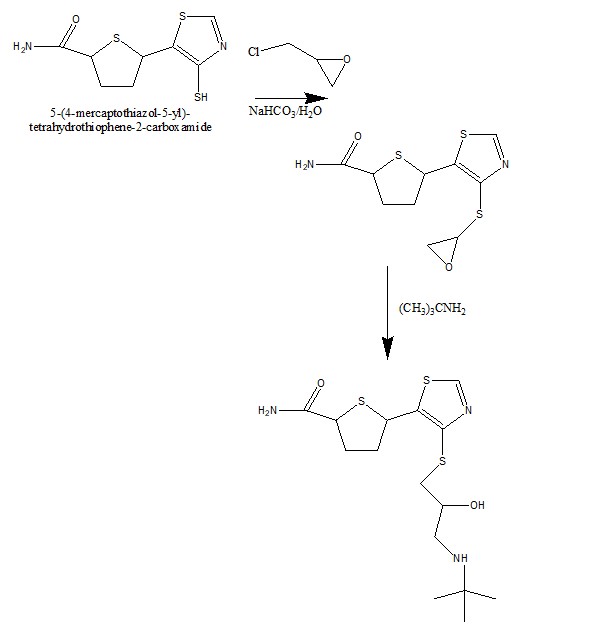 O
S
S
H₂N
N
Cl
O
SH
5-(4-mercaptothiazol-5-yl)-
tetrahydrothiophene-2-carboxamide
NaHCO₃/H₂O
O
S
S
H₂N
N
S
O
(CH₃)₃CNH₂
O
S
S
H₂N
N
S
OH
NH